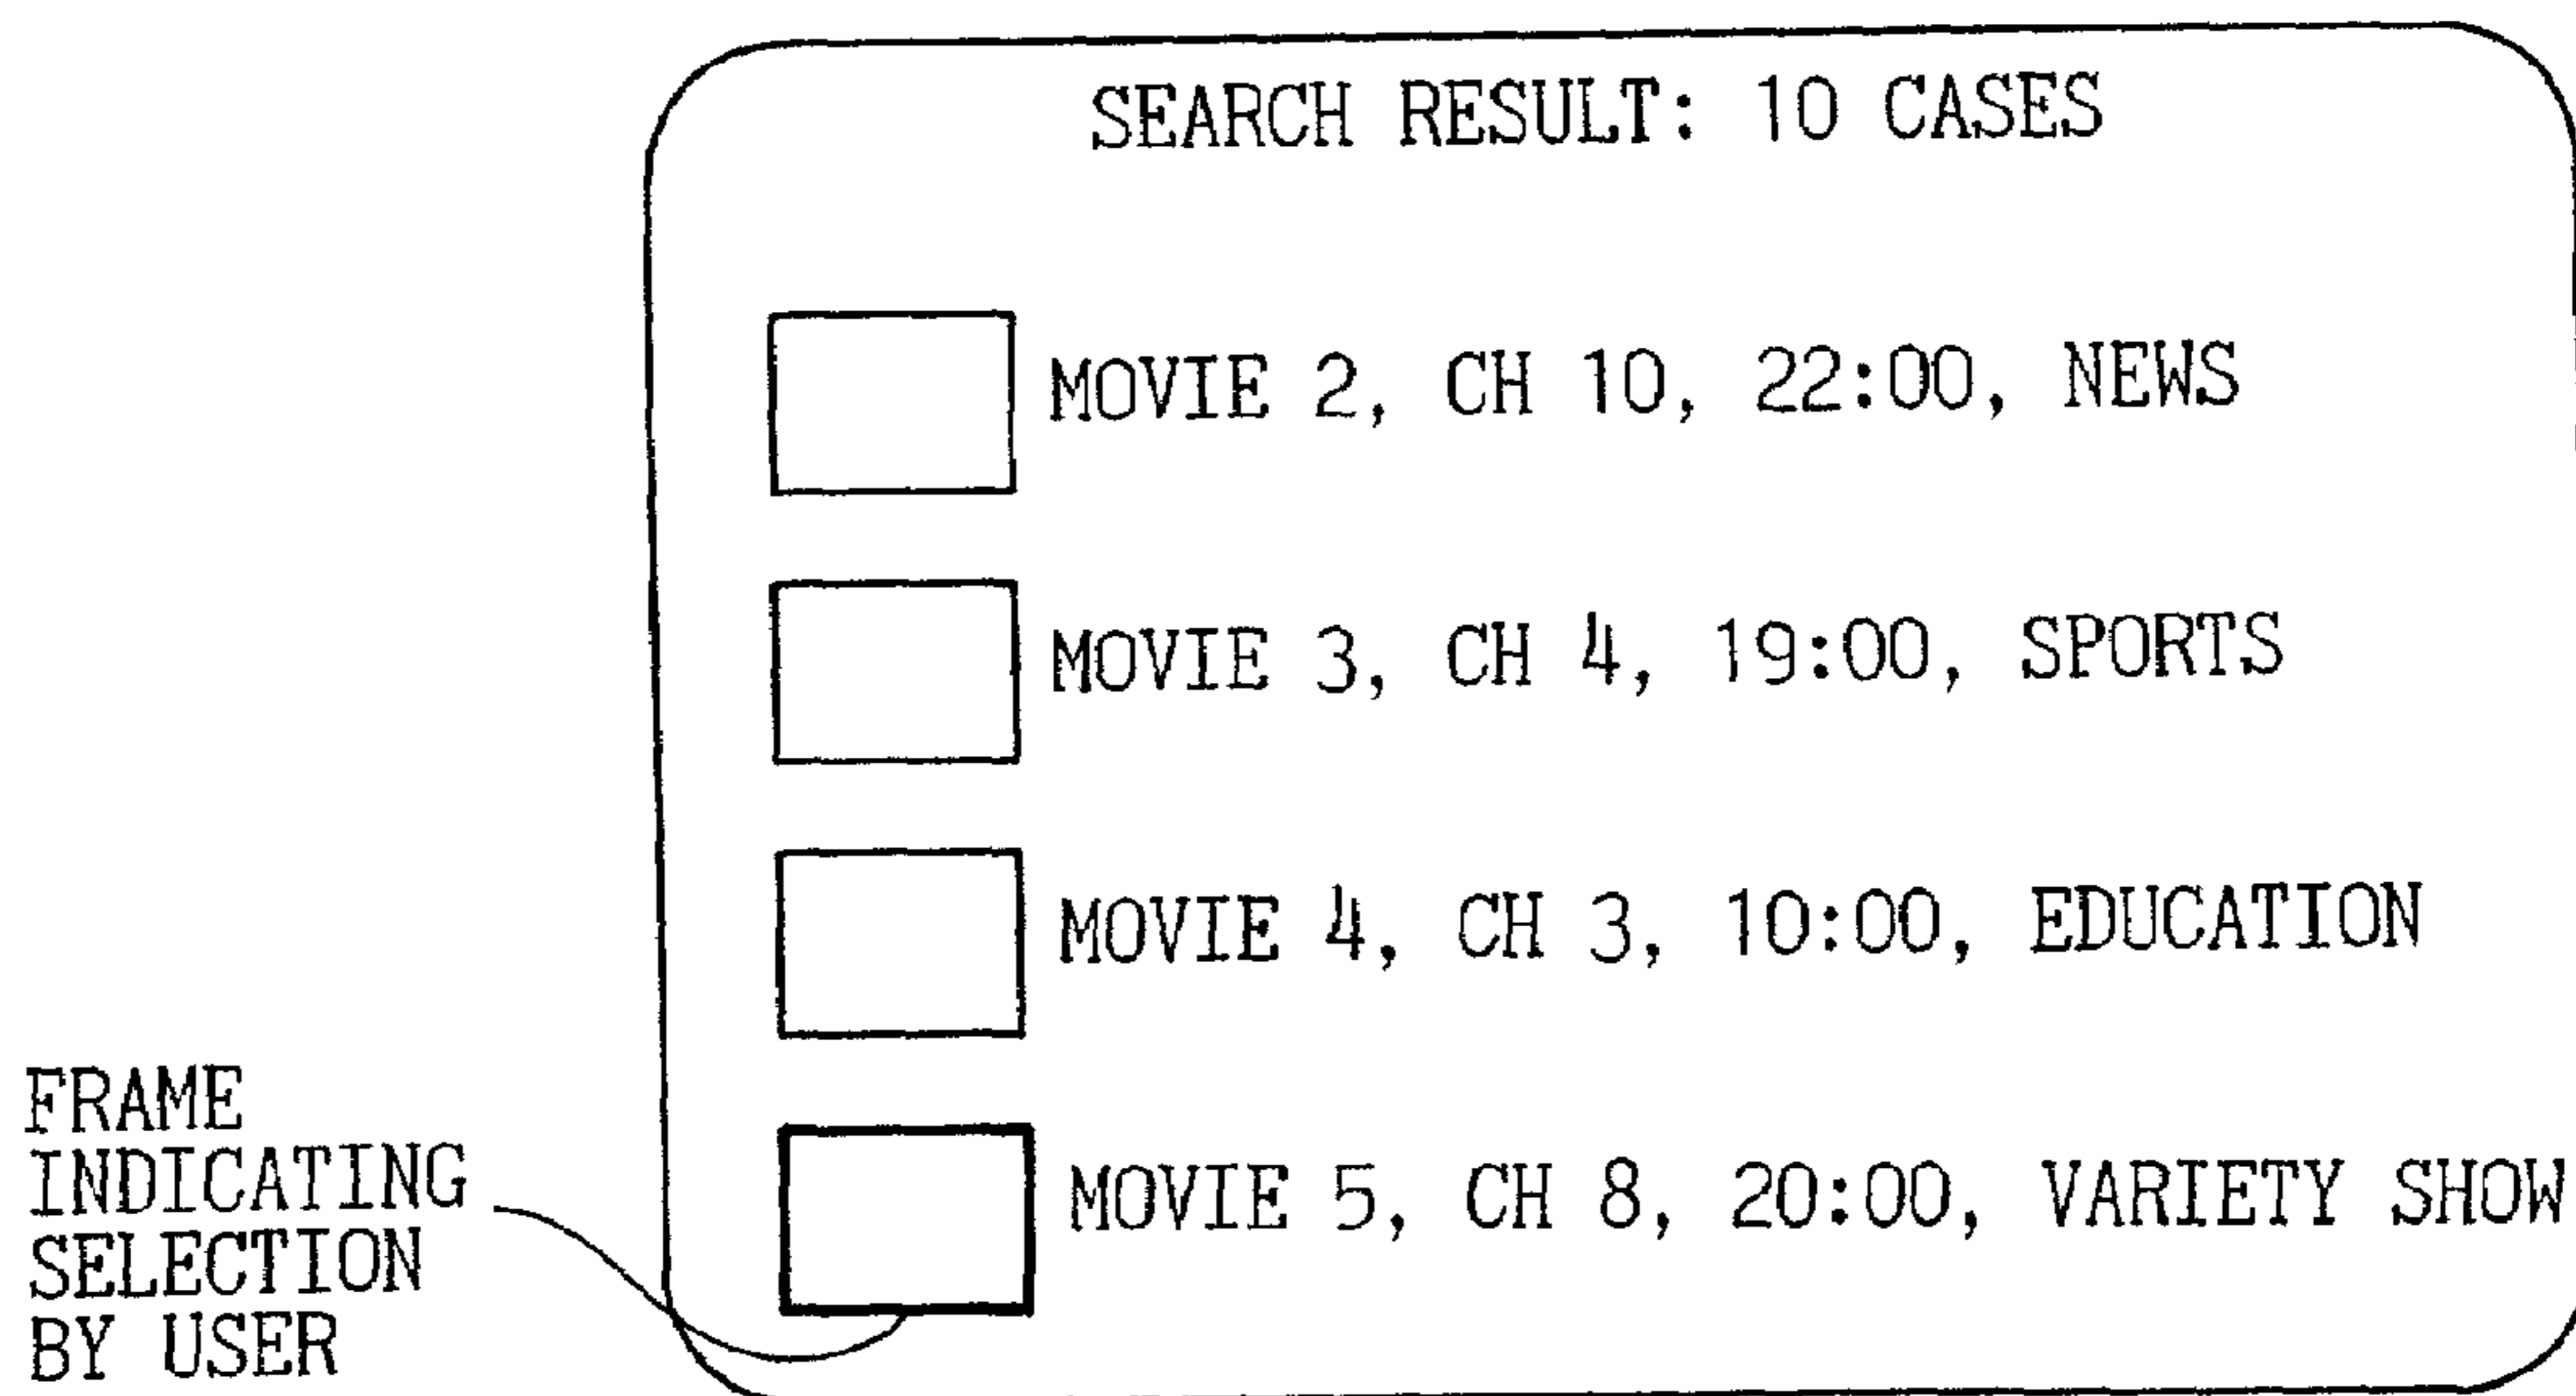 SEARCH RESULT: 10 CASES
MOVIE 2, CH 10, 22:00, NEWS
MOVIE 3, CH 4, 19:00, SPORTS
MOVIE 4, CH 3, 10:00, EDUCATION
MOVIE 5, CH 8, 20:00, VARIETY SHOW
FRAME
INDICATING
SELECTION
BY USER